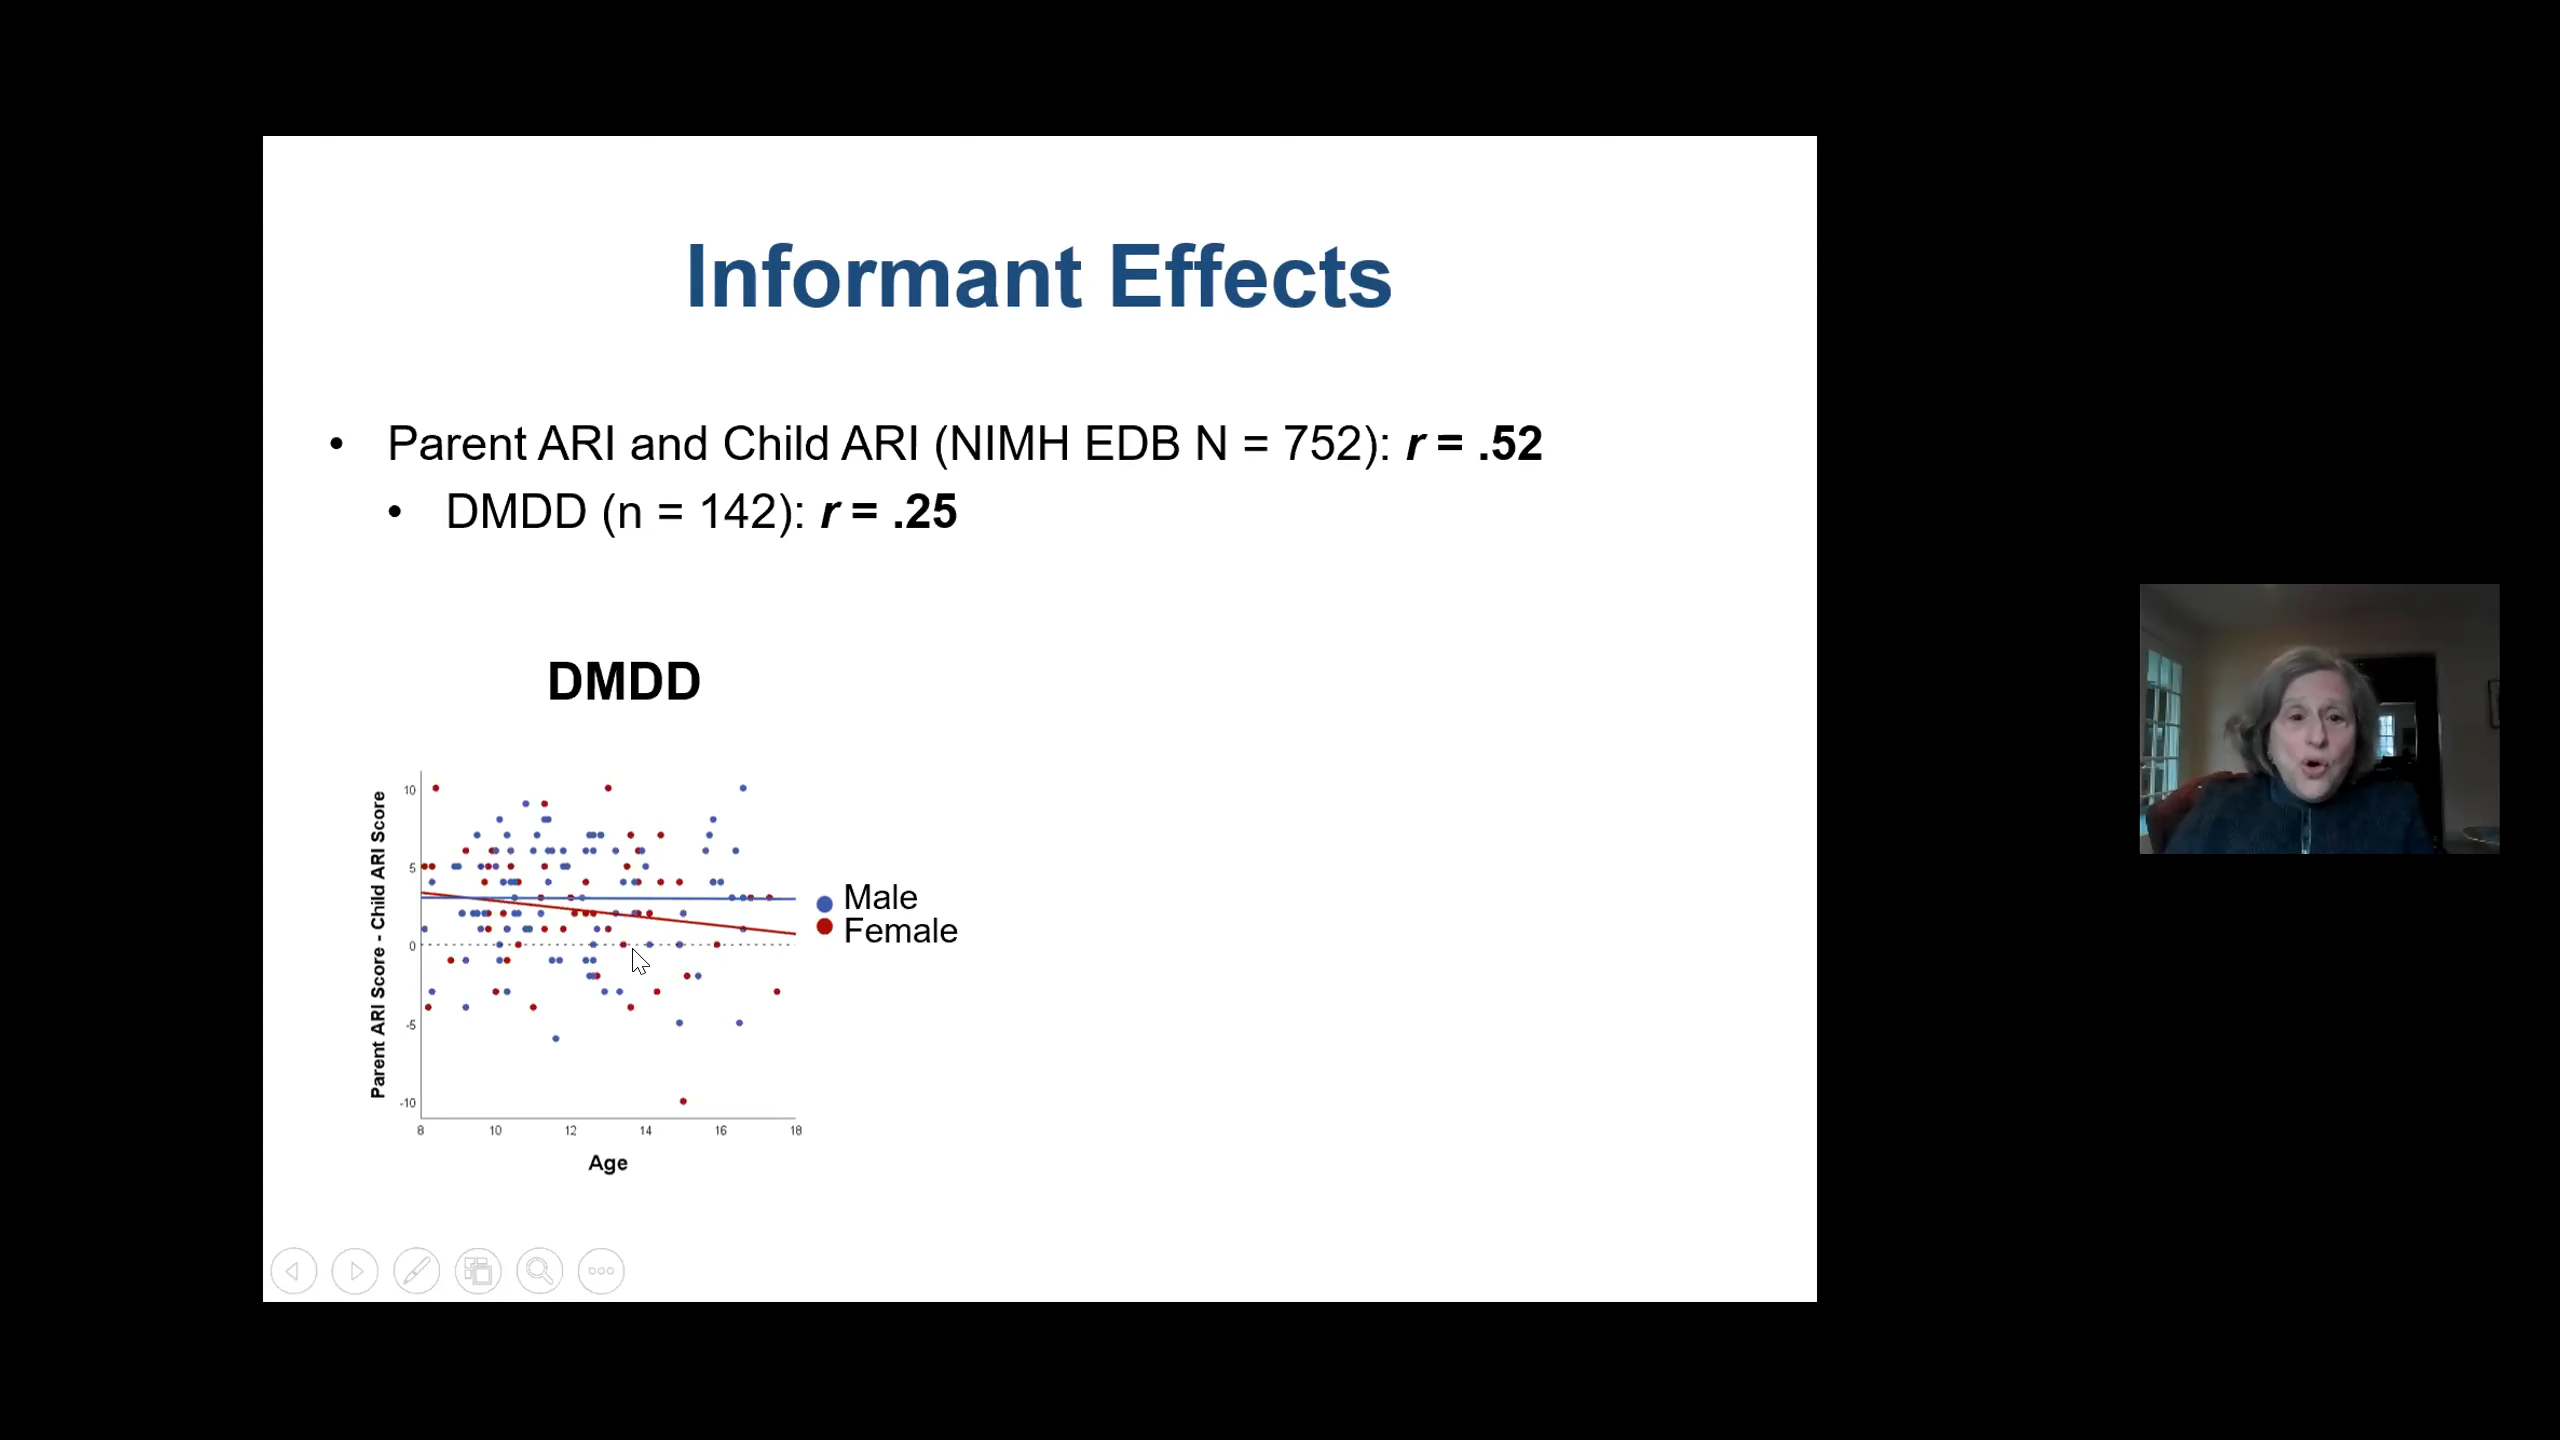 Informant Effects
• Parent ARI and Child ARI (NIMH EDB N = 752): r = .52
• DMDD (n = 142): r = .25
DMDD
Parent ARI Score - Child ARI Score
10
5
0
-5
-10
8 10 12 14 16 18
Age
Male
Female